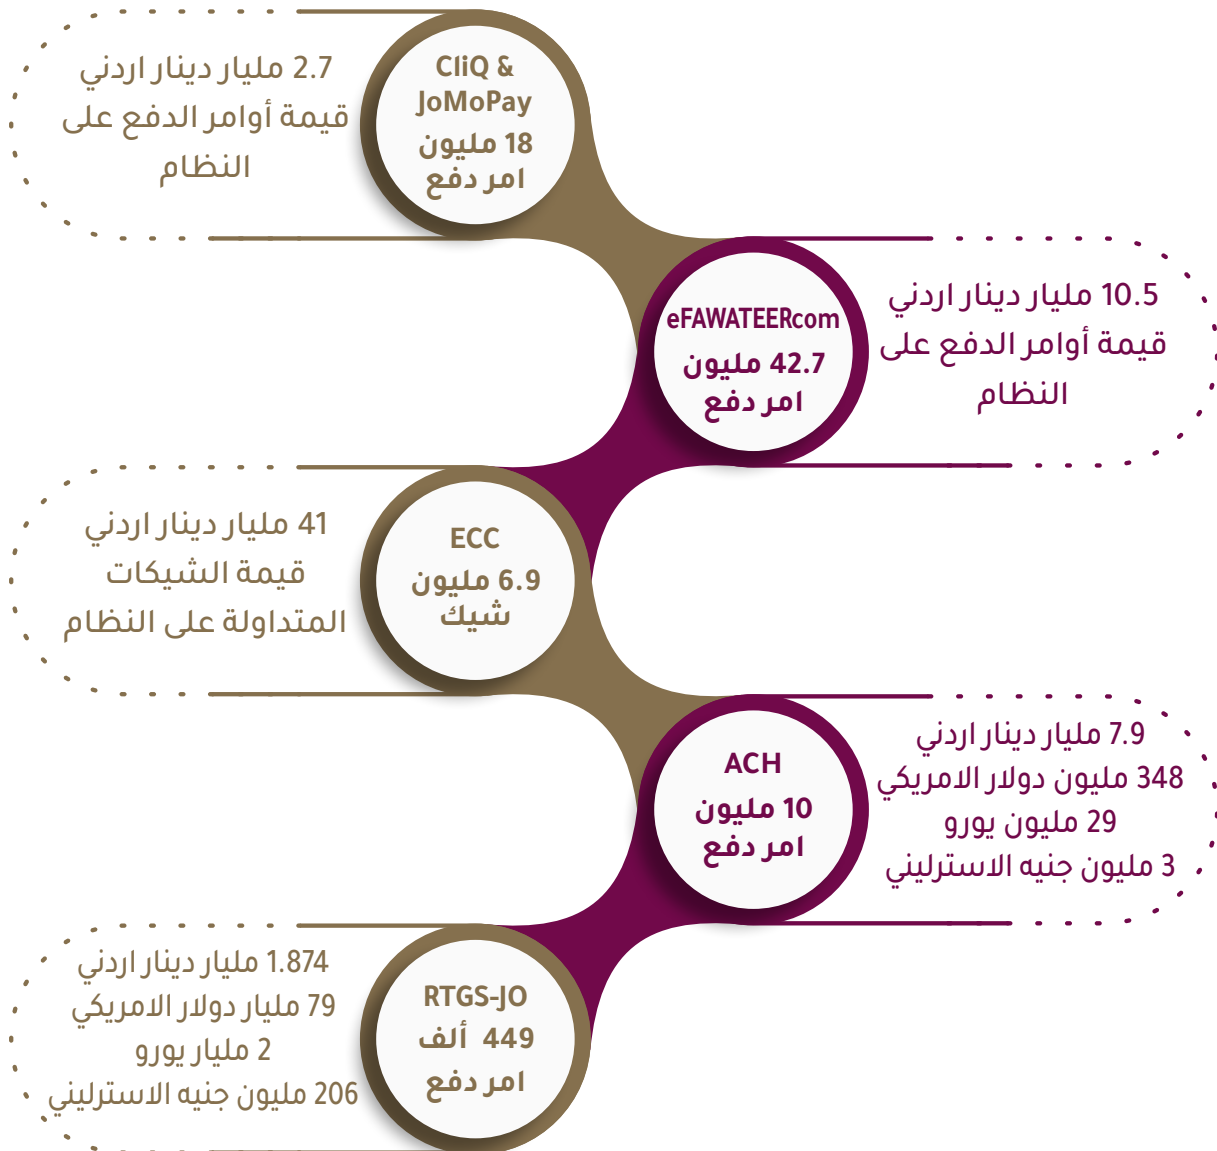 CliQ &
JoMoPay
18 مليون
امر دفع
2.7 مليار دينار اردني
قيمة أوامر الدفع على
النظام
eFAWATEERcom
42.7 مليون
امر دفع
10.5 مليار دينار اردني
قيمة أوامر الدفع على
النظام
ECC
6.9 مليون
شيك
41 مليار دينار اردني
قيمة الشيكات
المتداولة على النظام
ACH
10 مليون
امر دفع
7.9 مليار دينار اردني
348 مليون دولار الامريكي
29 مليون يورو
3 مليون جنيه الاسترليني
RTGS-JO
449 ألف
امر دفع
1.874 مليار دينار اردني
79 مليار دولار الامريكي
2 مليار يورو
206 مليون جنيه الاسترليني